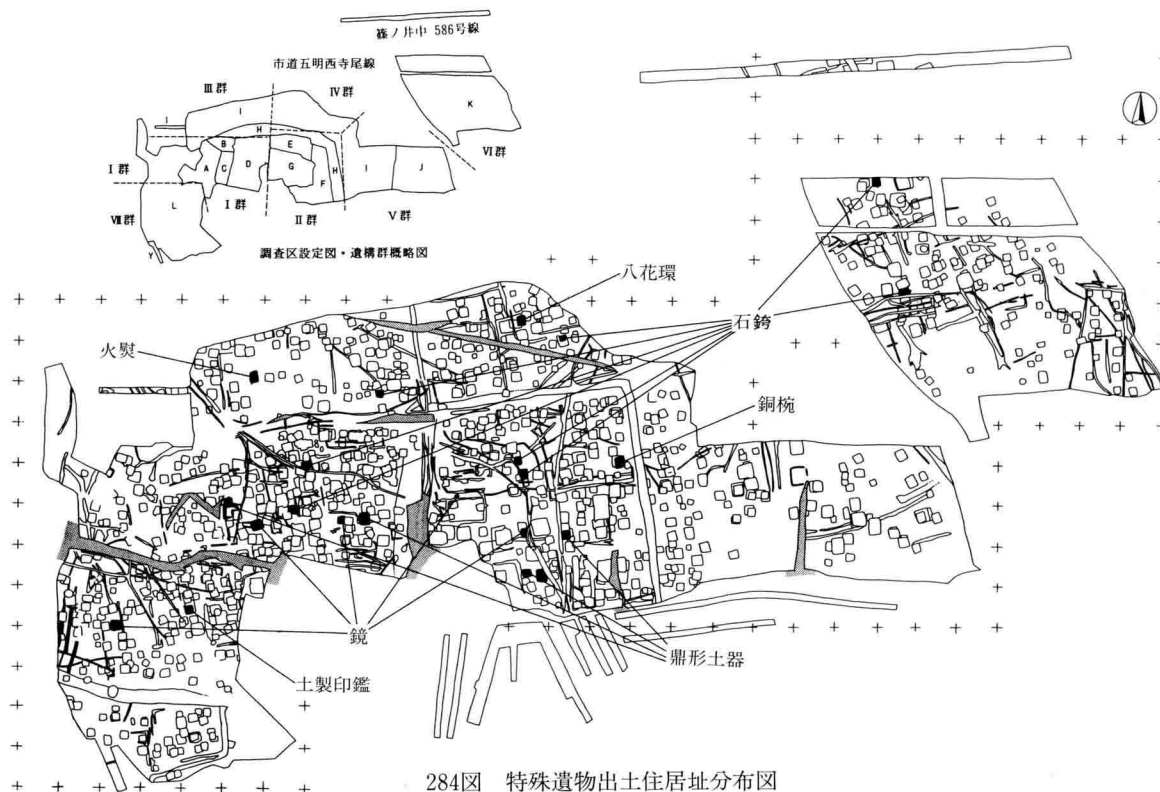 篠ノ井中 586号線
市道五明西寺尾線
Ⅲ群
Ⅳ群
I
K
H
B
E
Ⅵ群
Ⅰ群
A
C
D
G
H
I
J
F
L
Ⅰ群
Ⅱ群
Ⅴ群
Ⅶ群
Y
調査区設定図・遺構群概略図
八花環
石銙
火熨
銅椀
鏡
鼎形土器
土製印鑑
284図 特殊遺物出土住居址分布図